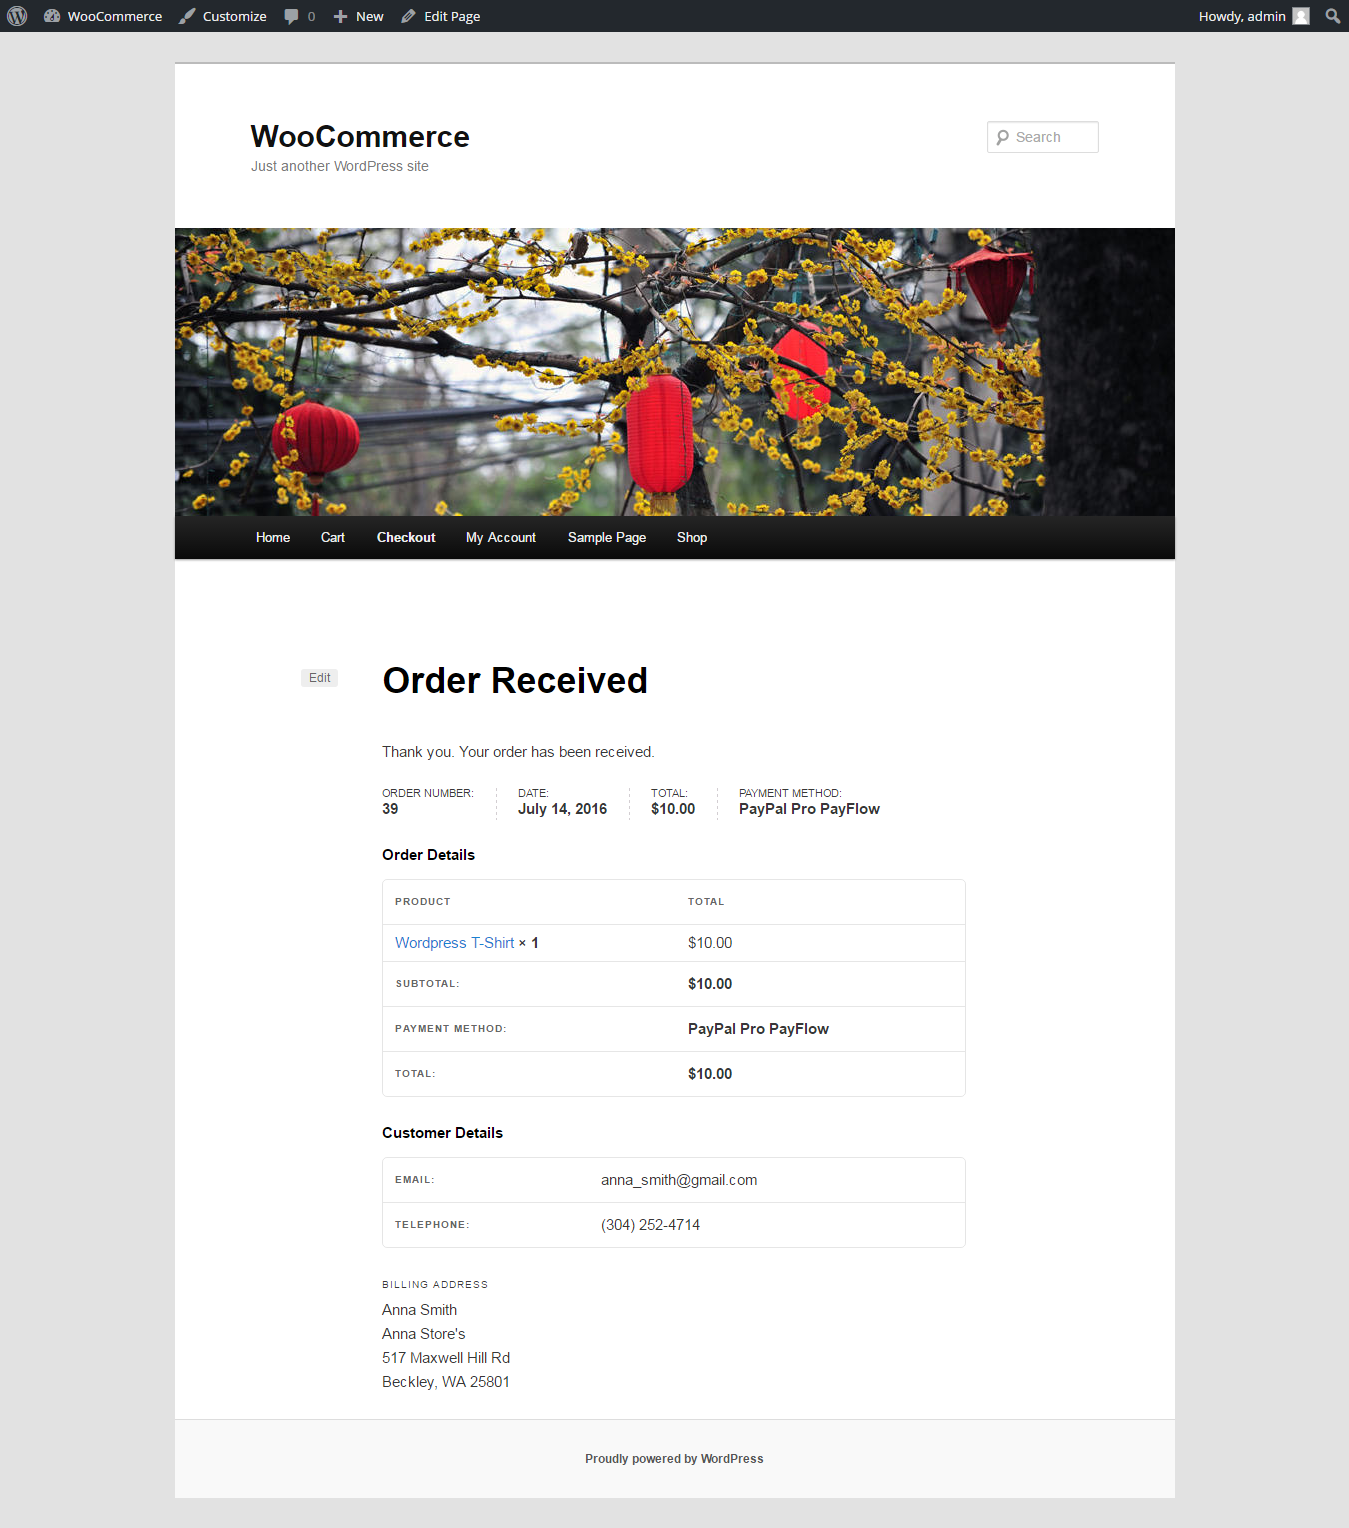 WooCommerce Customize 0 New Edit Page Howdy, admin
WooCommerce
Just another WordPress site
Search
Home Cart Checkout My Account Sample Page Shop
Edit
Order Received
Thank you. Your order has been received.
ORDER NUMBER: DATE: TOTAL: PAYMENT METHOD:
39 July 14, 2016 $10.00 PayPal Pro PayFlow
Order Details
PRODUCT TOTAL
Wordpress T-Shirt × 1 $10.00
SUBTOTAL: $10.00
PAYMENT METHOD: PayPal Pro PayFlow
TOTAL: $10.00
Customer Details
EMAIL: anna_smith@gmail.com
TELEPHONE: (304) 252-4714
BILLING ADDRESS
Anna Smith
Anna Store's
517 Maxwell Hill Rd
Beckley, WA 25801
Proudly powered by WordPress